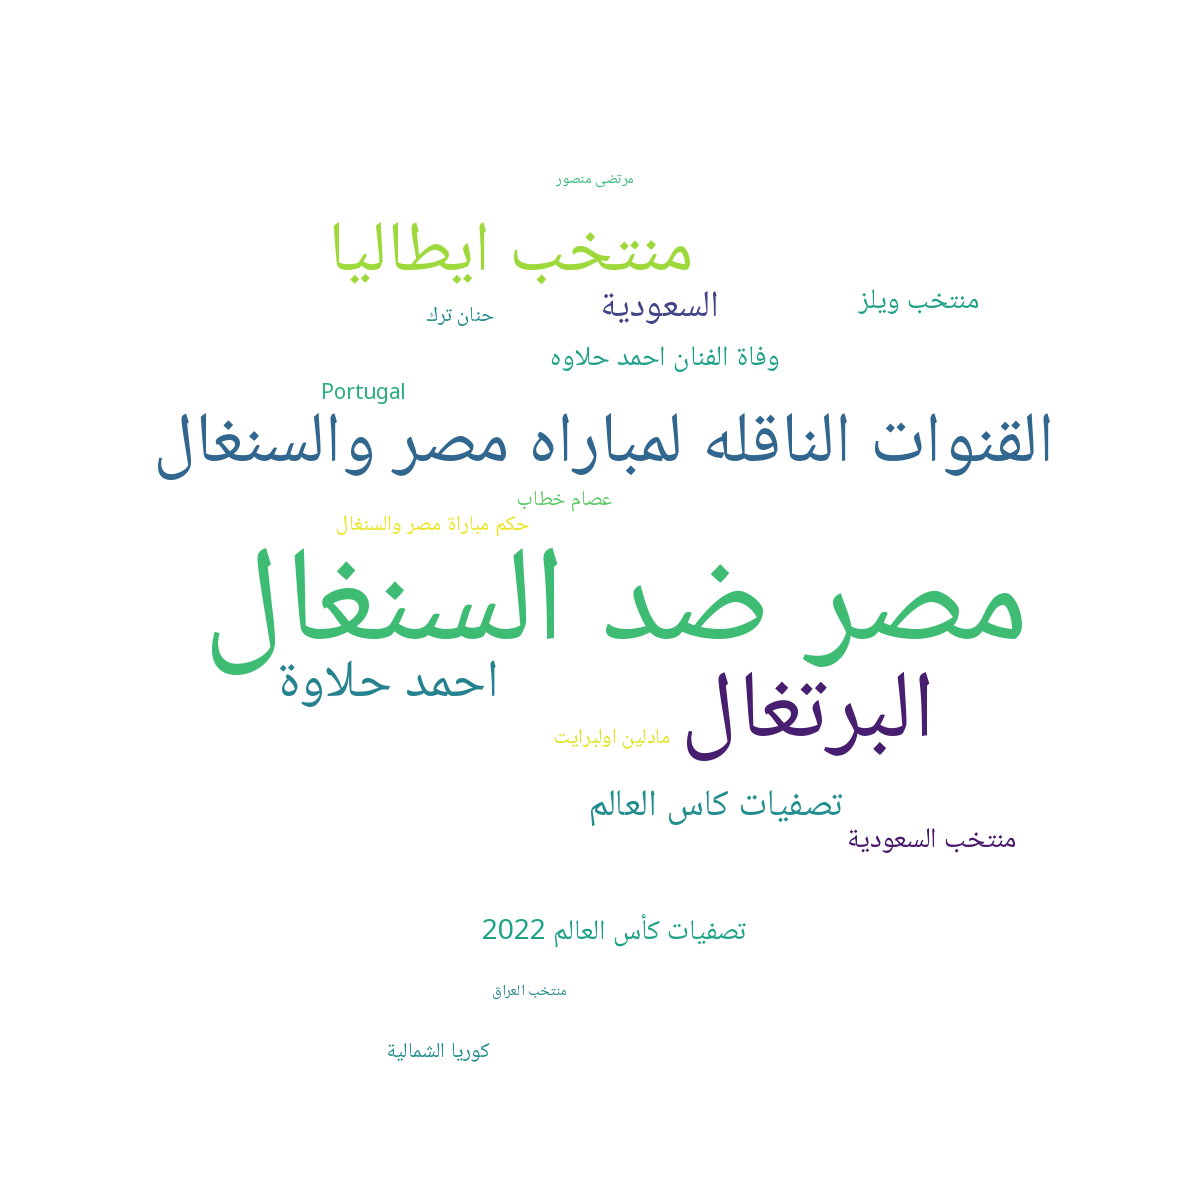 مرتضى منصور
منتخب ايطاليا
منتخب ويلز
السعودية
حنان ترك
وفاة الفنان احمد حلاوه
Portugal
القنوات الناقله لمباراه مصر والسنغال
عصام خطاب
حكم مباراة مصر والسنغال
مصر ضد السنغال
احمد حلاوة
البرتغال
مادلين اولبرايت
تصفيات كاس العالم
منتخب السعودية
تصفيات كأس العالم 2022
منتخب العراق
كوريا الشمالية